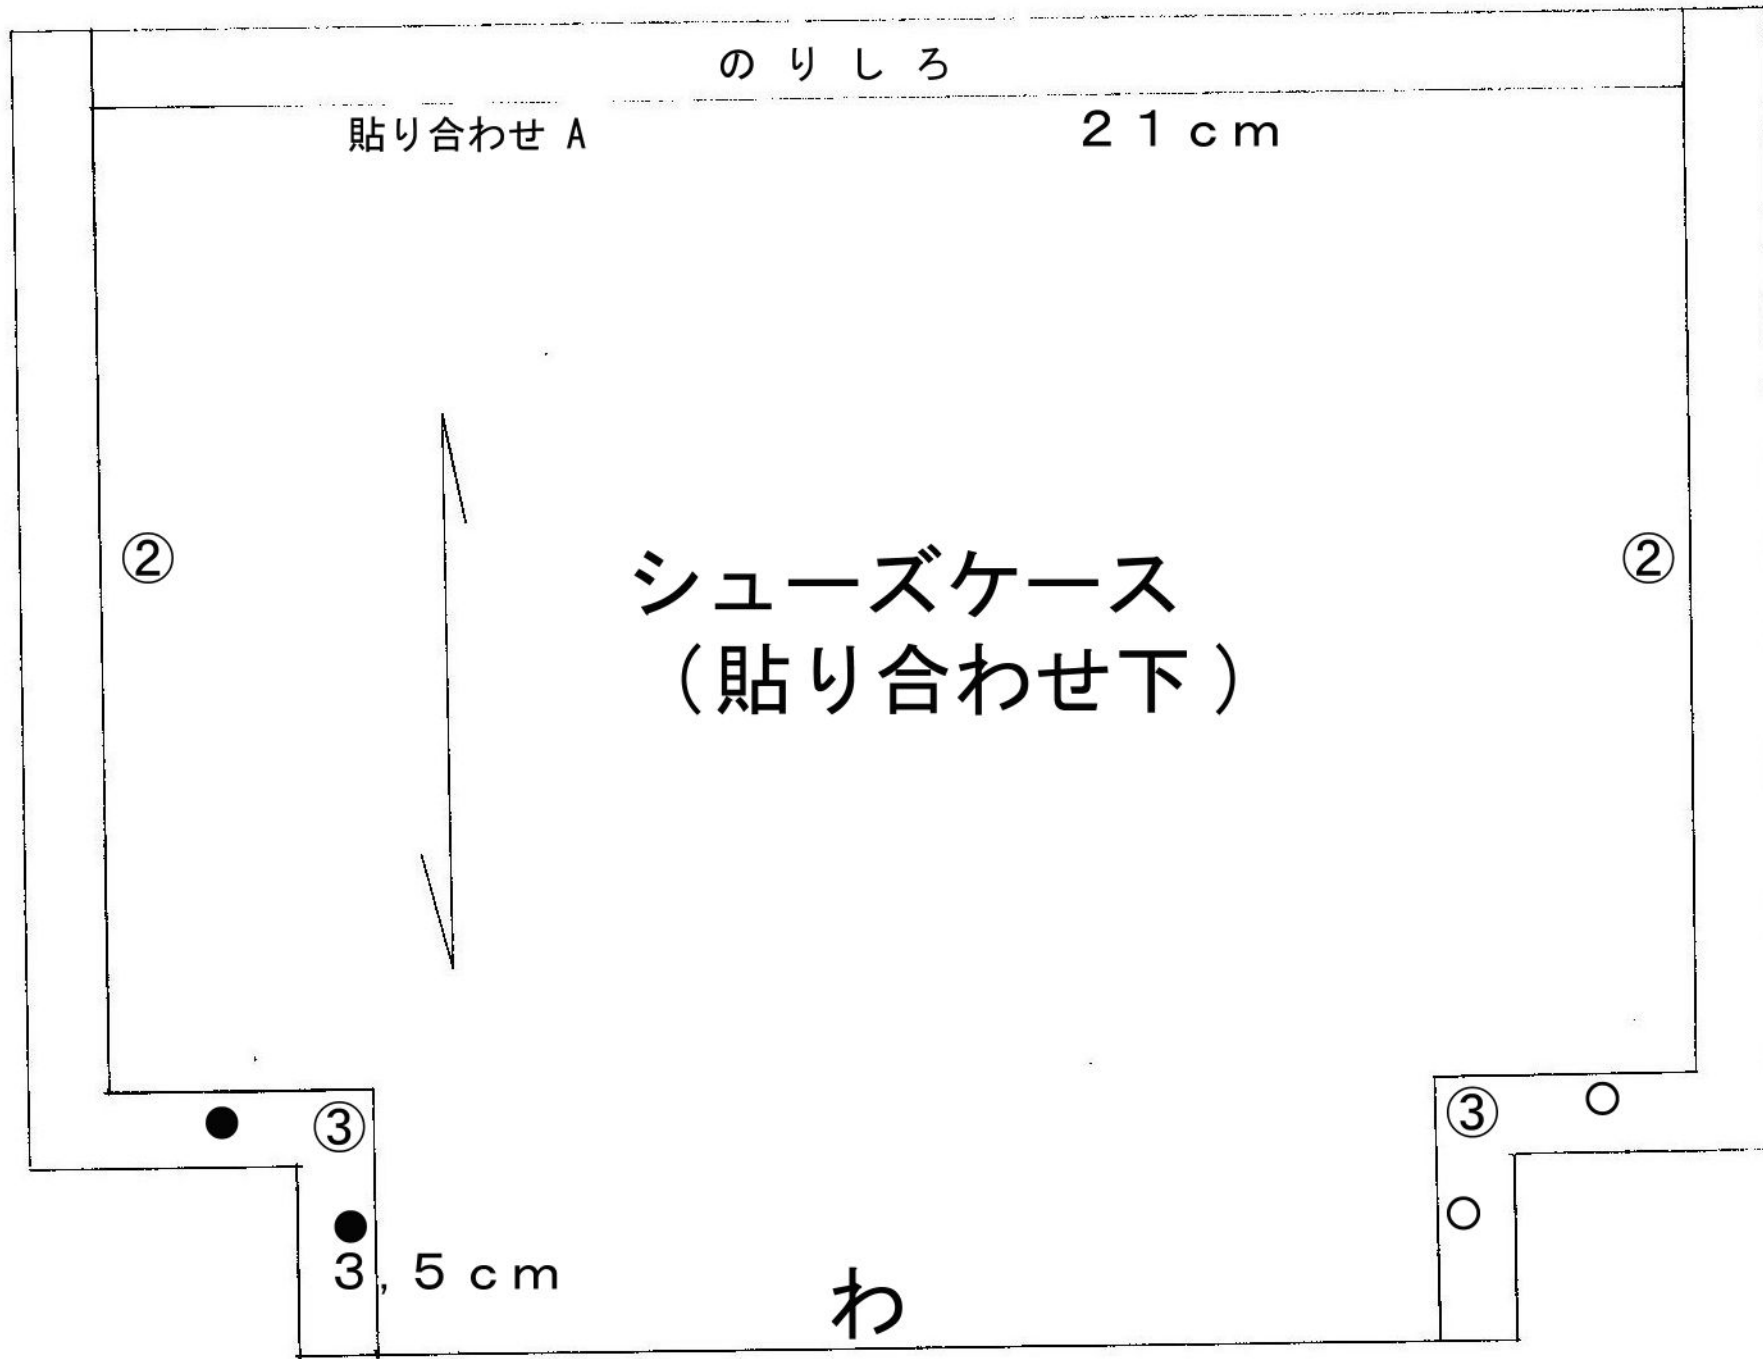 のりしろ
貼り合わせ A 21cm
② ②
シューズケース
(貼り合わせ下)
③ ③
3,5cm
わ